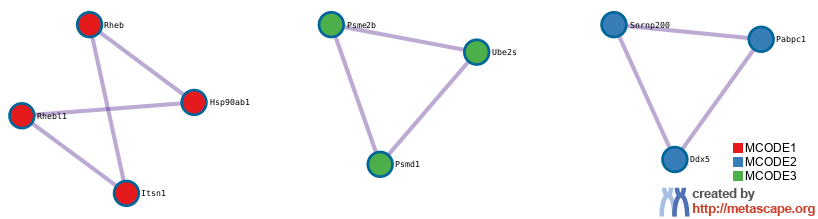 Rheb
Hsp90ab1
Rhebl1
Itsn1
Psme2b
Ube2s
Psmd1
Snrnp200
Pabpc1
Ddx5
MCODE1
MCODE2
MCODE3
created by
http://metascape.org